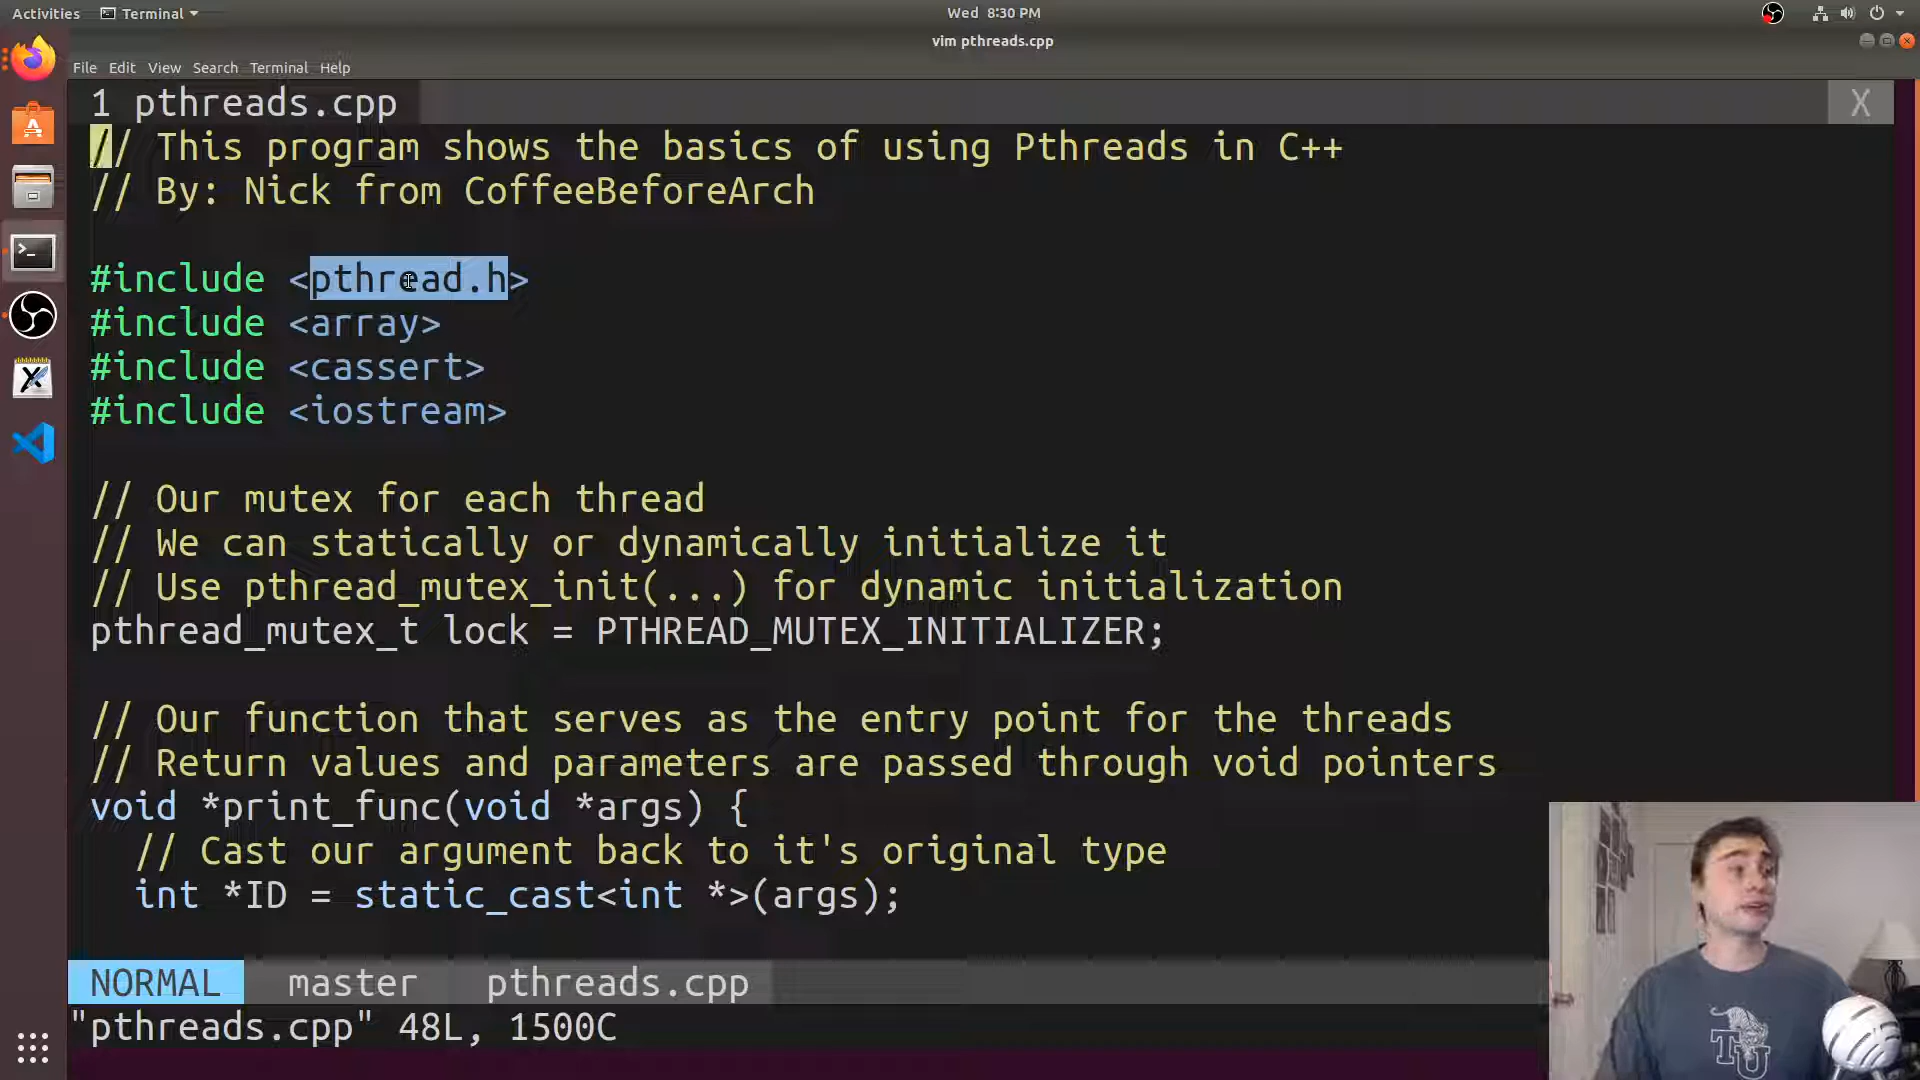 Activities Terminal Wed 8:30 PM
vim pthreads.cpp
File Edit View Search Terminal Help
1 pthreads.cpp X
// This program shows the basics of using Pthreads in C++
// By: Nick from CoffeeBeforeArch
#include <pthread.h>
#include <array>
#include <cassert>
#include <iostream>
// Our mutex for each thread
// We can statically or dynamically initialize it
// Use pthread_mutex_init(...) for dynamic initialization
pthread_mutex_t lock = PTHREAD_MUTEX_INITIALIZER;
// Our function that serves as the entry point for the threads
// Return values and parameters are passed through void pointers
void *print_func(void *args) {
// Cast our argument back to it's original type
int *ID = static_cast<int *>(args);
NORMAL master pthreads.cpp
"pthreads.cpp" 48L, 1500C
TU